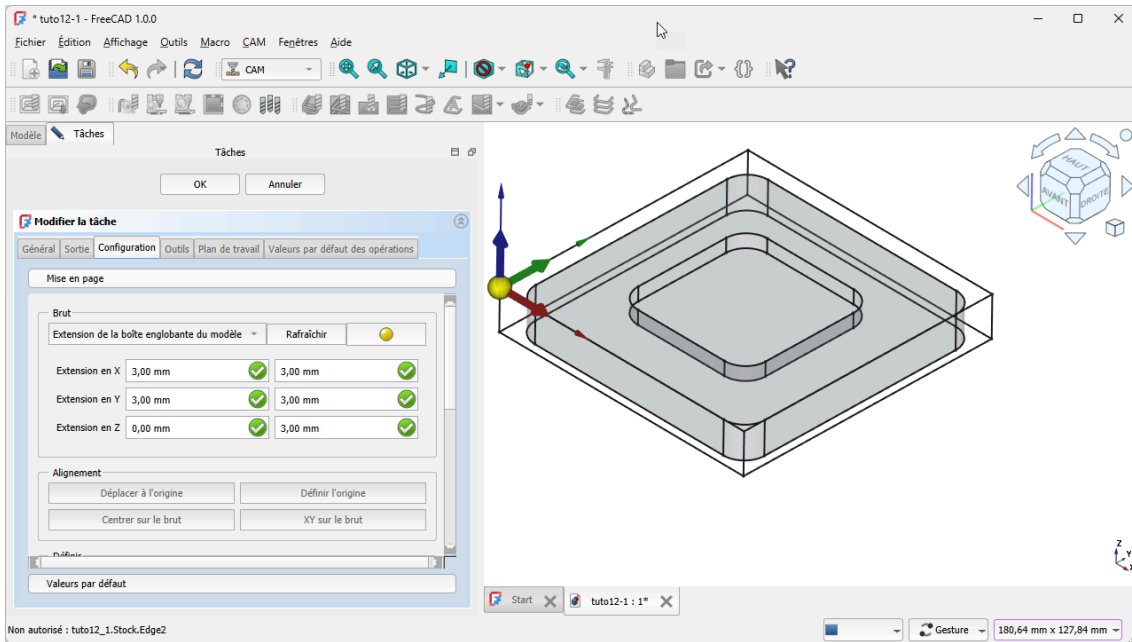 * tuto12-1 - FreeCAD 1.0.0
Fichier Édition Affichage Outils Macro CAM Fenêtres Aide
CAM
Modèle Tâches
Tâches
OK Annuler
Modifier la tâche
Général Sortie Configuration Outils Plan de travail Valeurs par défaut des opérations
Mise en page
Brut
Extension de la boîte englobante du modèle Rafraîchir
Extension en X 3,00 mm 3,00 mm
Extension en Y 3,00 mm 3,00 mm
Extension en Z 0,00 mm 3,00 mm
Alignement
Déplacer à l'origine Définir l'origine
Centrer sur le brut XY sur le brut
Définir
Valeurs par défaut
HAUT
AVANT DROITE
Z
Y
X
Start tuto12-1 : 1*
Non autorisé : tuto12_1.Stock.Edge2 Gesture 180,64 mm x 127,84 mm